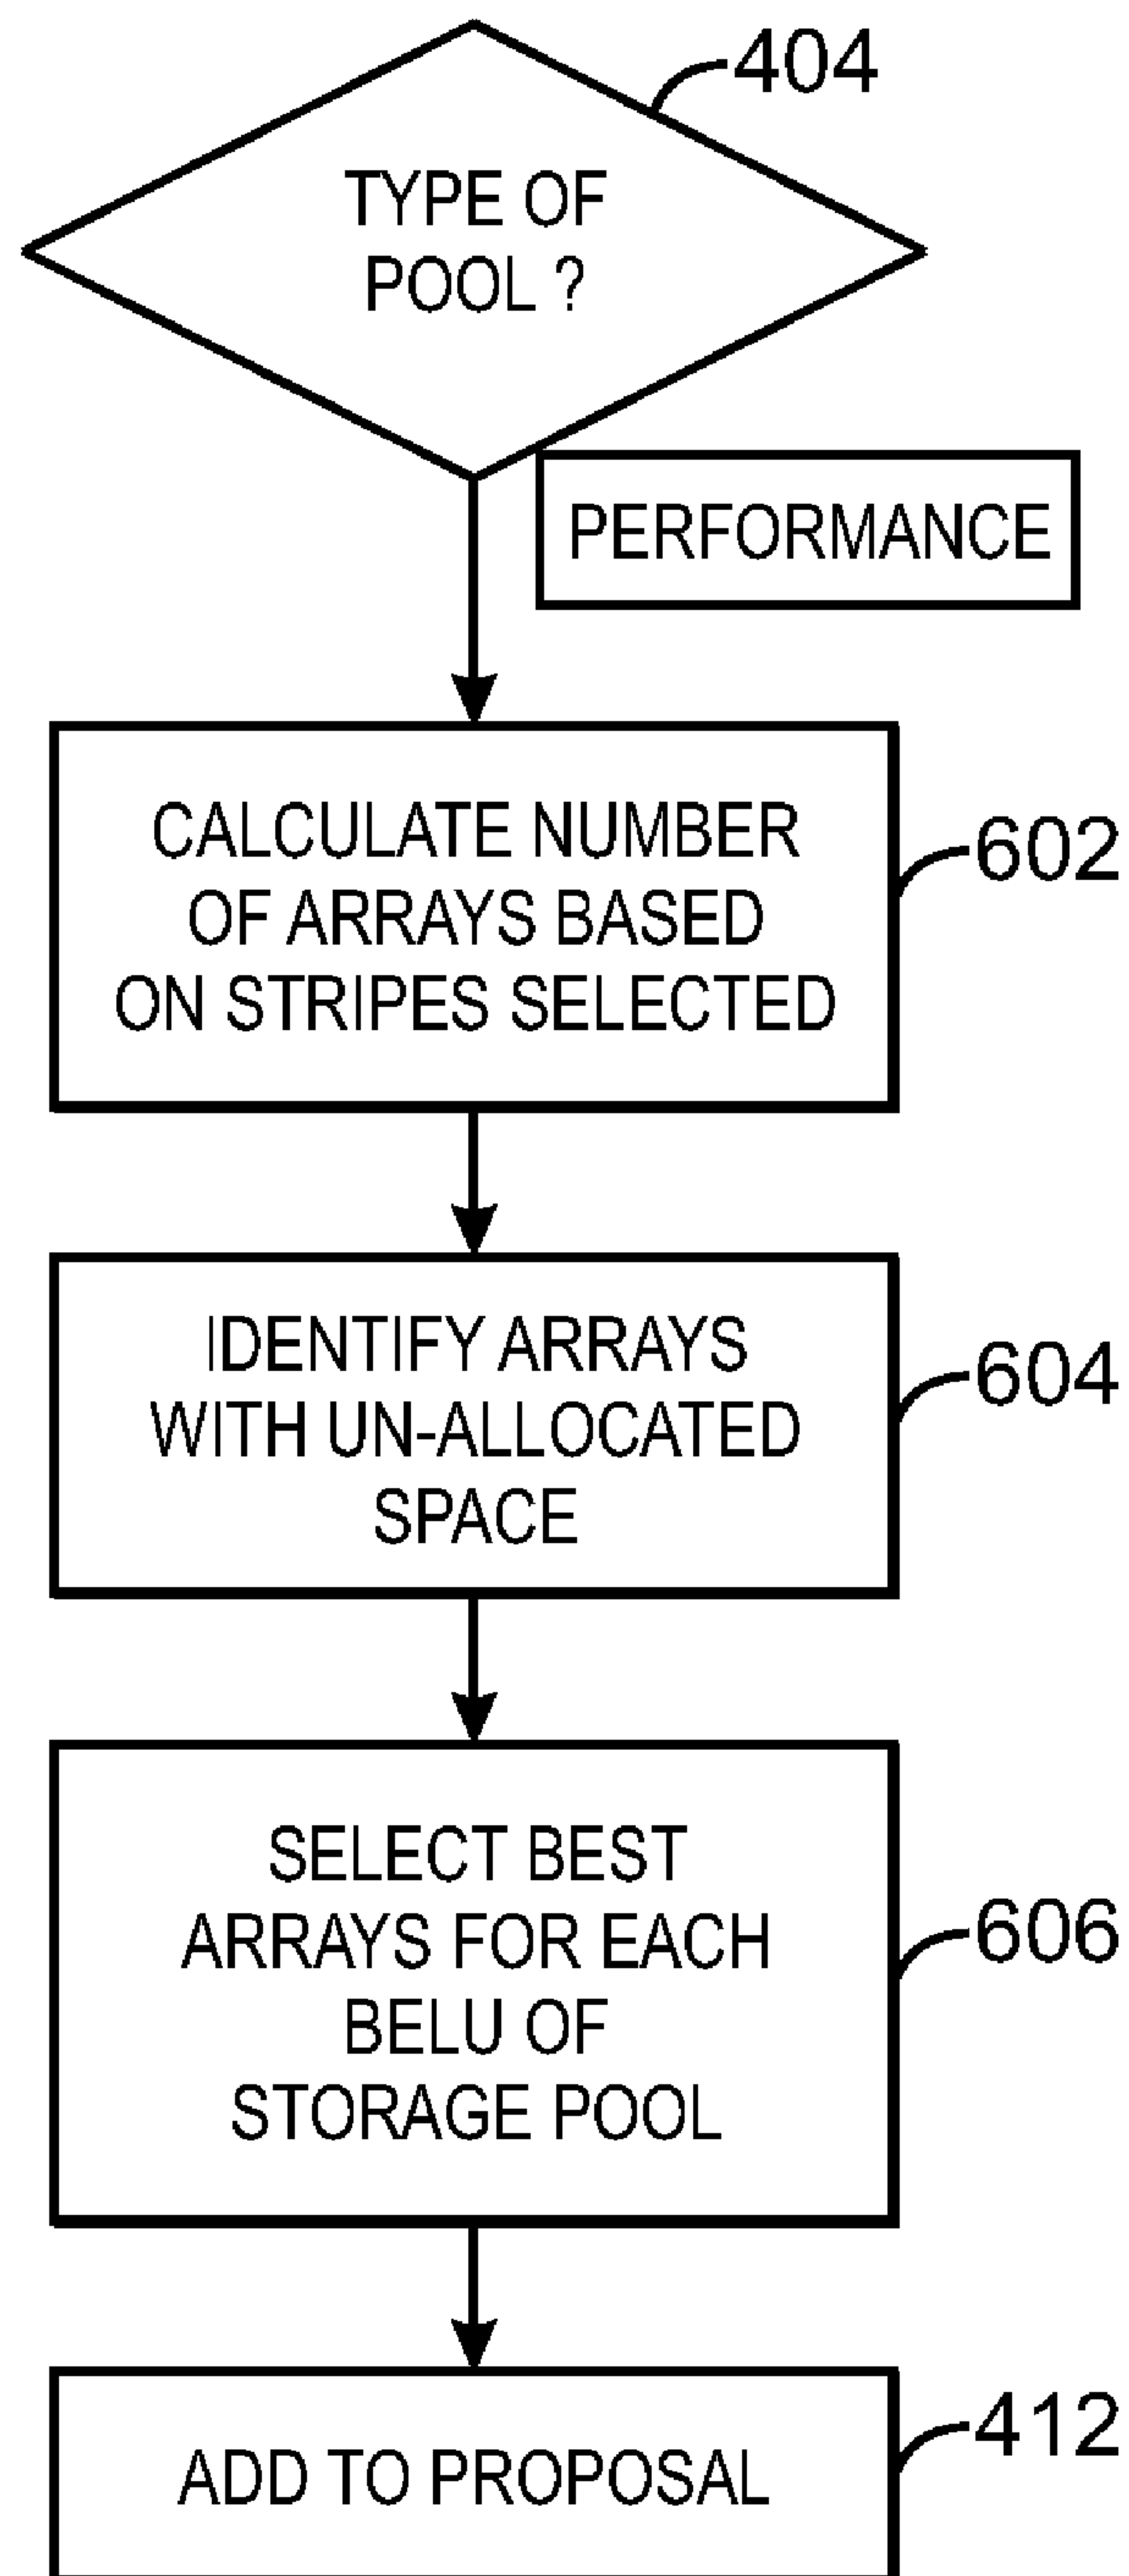 404
TYPE OF
POOL ?
PERFORMANCE
CALCULATE NUMBER
OF ARRAYS BASED
ON STRIPES SELECTED
602
IDENTIFY ARRAYS
WITH UN-ALLOCATED
SPACE
604
SELECT BEST
ARRAYS FOR EACH
BELU OF
STORAGE POOL
606
ADD TO PROPOSAL
412